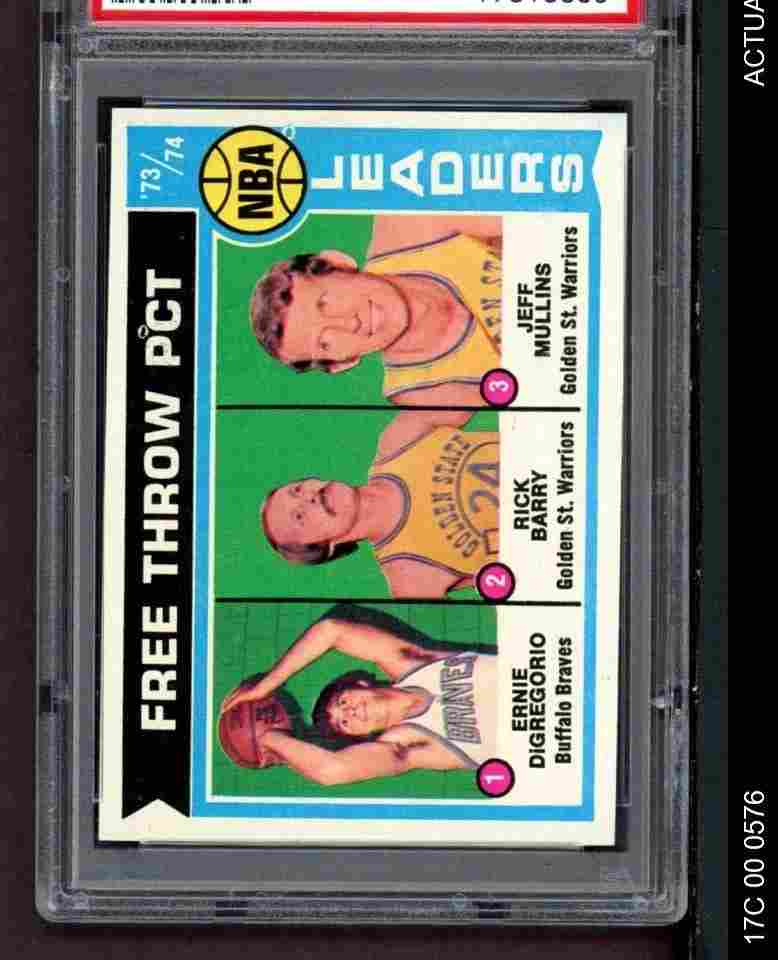 '73/74
NBA
LEADERS
FREE THROW PCT
1
ERNIE
DIGREGORIO
Buffalo Braves
BRAVES
2
RICK
BARRY
Golden St. Warriors
GOLDEN STATE
24
3
JEFF
MULLINS
Golden St. Warriors
17C 00 0576